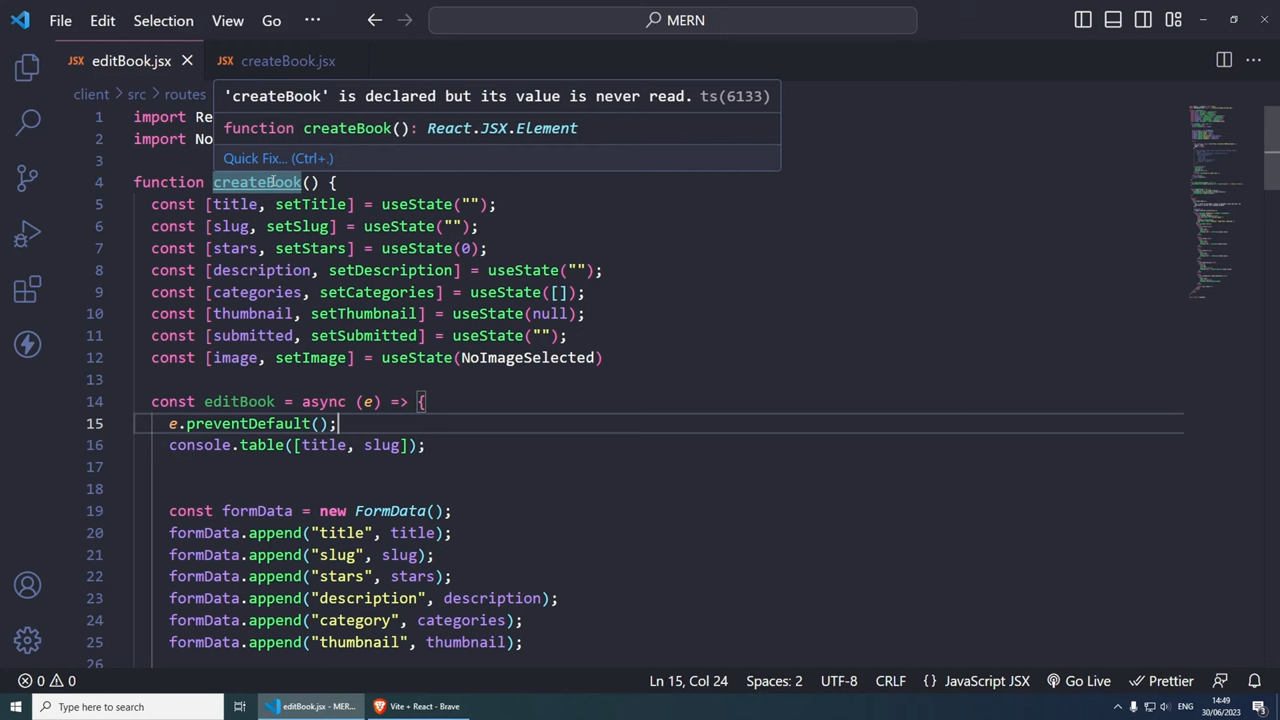 File Edit Selection View Go ··· MERN
JSX editBook.jsx JSX createBook.jsx
client > src > routes
'createBook' is declared but its value is never read. ts(6133)
function createBook(): React.JSX.Element
Quick Fix... (Ctrl+.)
1 import Re
2 import No
3
4 function createBook() {
5 const [title, setTitle] = useState("");
6 const [slug, setSlug] = useState("");
7 const [stars, setStars] = useState(0);
8 const [description, setDescription] = useState("");
9 const [categories, setCategories] = useState([]);
10 const [thumbnail, setThumbnail] = useState(null);
11 const [submitted, setSubmitted] = useState("");
12 const [image, setImage] = useState(NoImageSelected)
13
14 const editBook = async (e) => {
15 e.preventDefault();
16 console.table([title, slug]);
17
18
19 const formData = new FormData();
20 formData.append("title", title);
21 formData.append("slug", slug);
22 formData.append("stars", stars);
23 formData.append("description", description);
24 formData.append("category", categories);
25 formData.append("thumbnail", thumbnail);
26
0 0 Ln 15, Col 24 Spaces: 2 UTF-8 CRLF {} JavaScript JSX Go Live Prettier
Type here to search editBook.jsx - MER... Vite + React - Brave ENG 14:49
30/06/2023 3